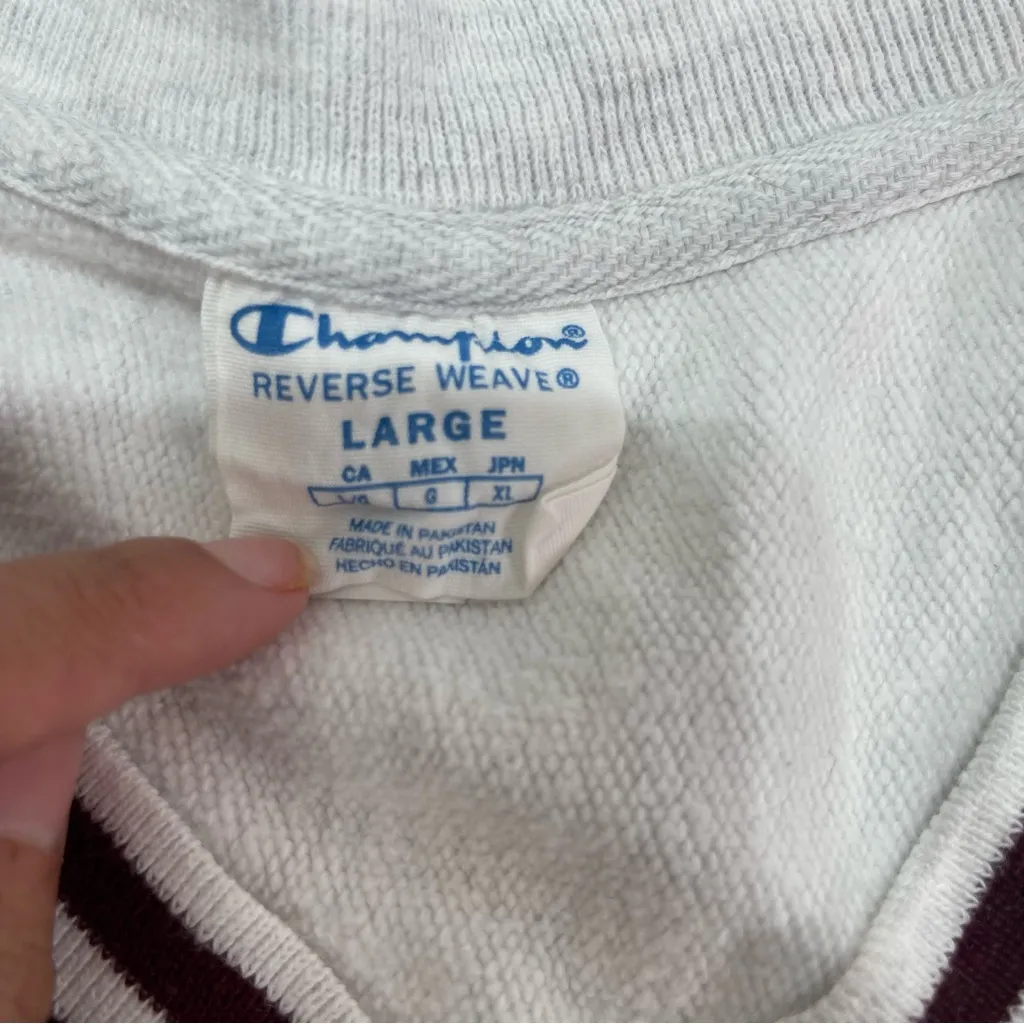 Champion®
REVERSE WEAVE®
LARGE
CA MEX JPN
L/G G XL
MADE IN PAKISTAN
FABRIQUÉ AU PAKISTAN
HECHO EN PAKISTÁN